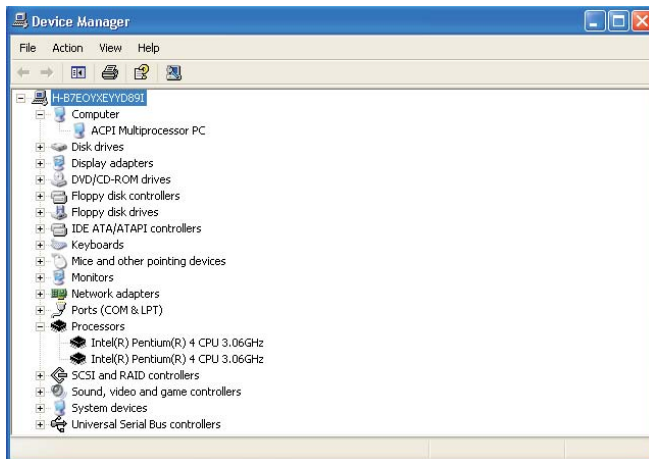 Device Manager
File Action View Help
H-B7EOYXEYYD89I
Computer
ACPI Multiprocessor PC
Disk drives
Display adapters
DVD/CD-ROM drives
Floppy disk controllers
Floppy disk drives
IDE ATA/ATAPI controllers
Keyboards
Mice and other pointing devices
Monitors
Network adapters
Ports (COM & LPT)
Processors
Intel(R) Pentium(R) 4 CPU 3.06GHz
Intel(R) Pentium(R) 4 CPU 3.06GHz
SCSI and RAID controllers
Sound, video and game controllers
System devices
Universal Serial Bus controllers